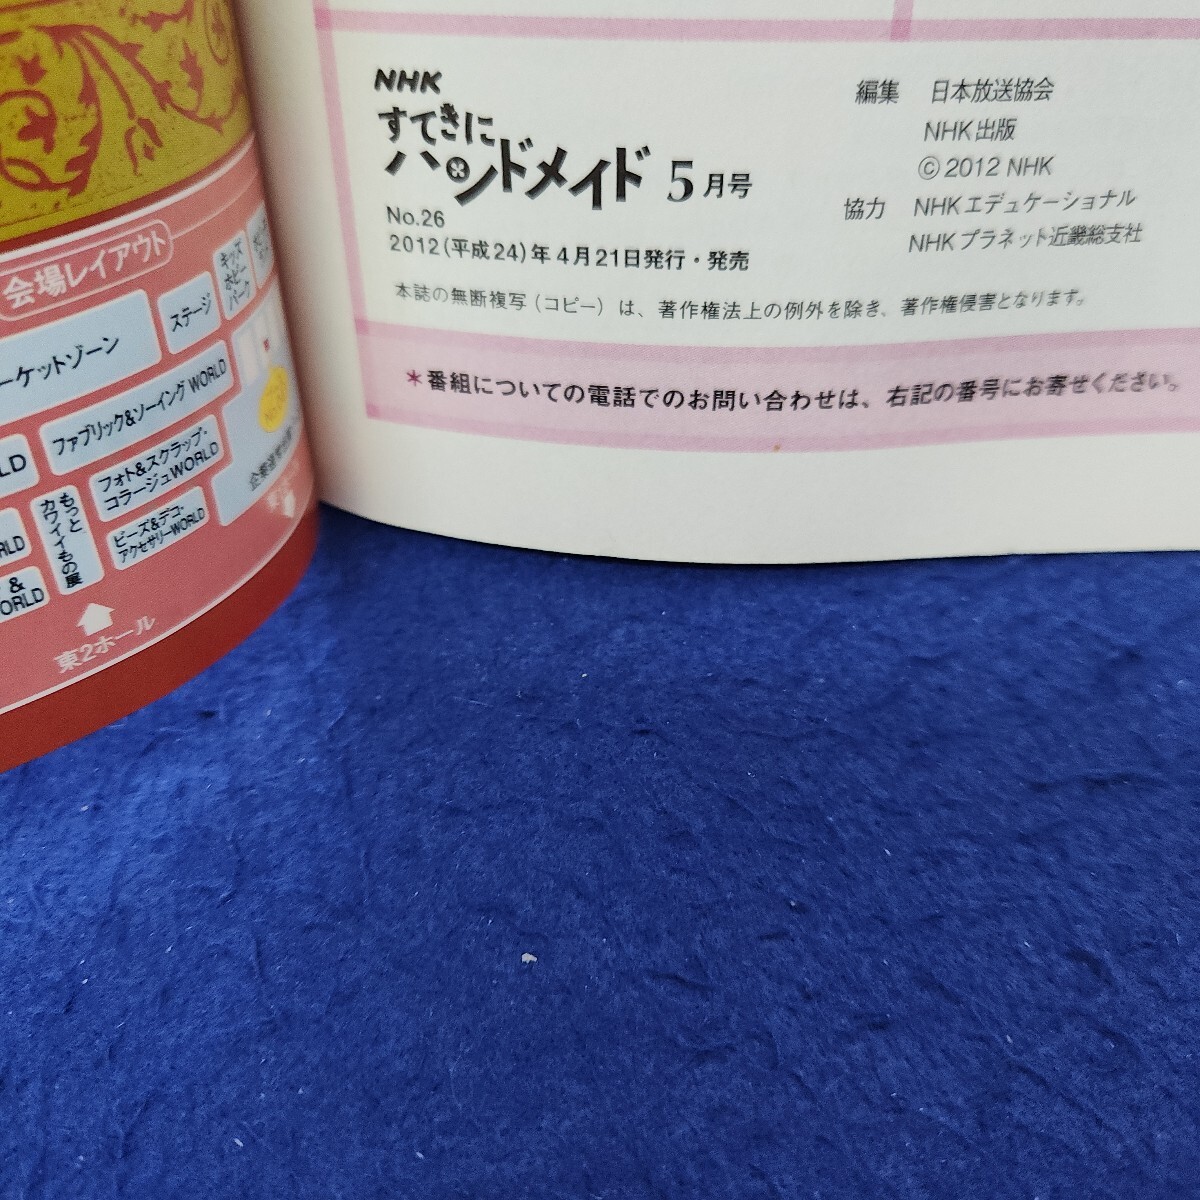 会場レイアウト
キッズ
ホビー
パーク
ステージ
ーケットゾーン
ファブリック&ソーイング WORLD
LD
フォト&スクラップ・
コラージュWORLD
もっと
カワイイもの展
ビーズ&デコ・
アクセサリーWORLD
RLD
&
ORLD
東2ホール
NHK
すてきに
ハンドメイド 5月号
No.26
2012(平成24)年4月21日発行・発売
編集 日本放送協会
NHK出版
©2012 NHK
協力 NHKエデュケーショナル
NHKプラネット近畿総支社
本誌の無断複写(コピー)は、著作権法上の例外を除き、著作権侵害となります。
*番組についての電話でのお問い合わせは、右記の番号にお寄せください。